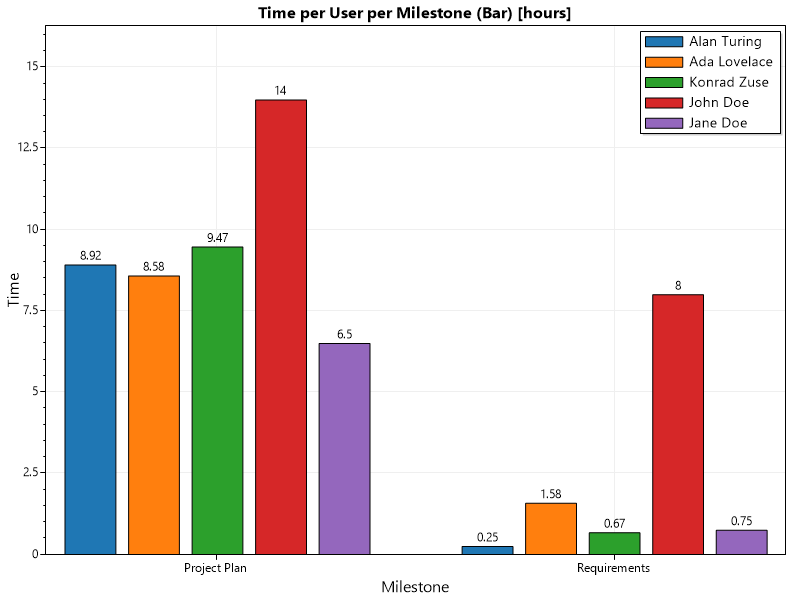 Time per User per Milestone (Bar) [hours]
Alan Turing
Ada Lovelace
Konrad Zuse
John Doe
Jane Doe
15
12.5
10
7.5
5
2.5
0
Time
8.92
8.58
9.47
14
6.5
0.25
1.58
0.67
8
0.75
Project Plan
Requirements
Milestone